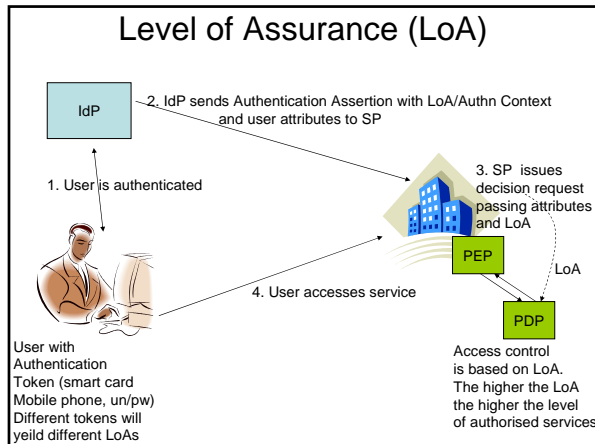 Level of Assurance (LoA)
IdP
2. IdP sends Authentication Assertion with LoA/Authn Context
and user attributes to SP
1. User is authenticated
3. SP issues
decision request
passing attributes
and LoA
PEP
LoA
4. User accesses service
PDP
User with
Authentication
Token (smart card
Mobile phone, un/pw)
Different tokens will
yeild different LoAs
Access control
is based on LoA.
The higher the LoA
the higher the level
of authorised services